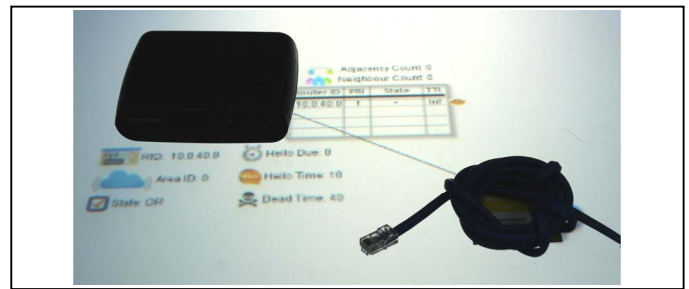 Adjacency Count 0
Neighbour Count 0
Router ID PRI State TTL
10.0.40.0 1 -
RID: 10.0.40.0
Hello Due: 0
Area ID: 0
Hello Time: 10
State: DR
Dead Time: 40